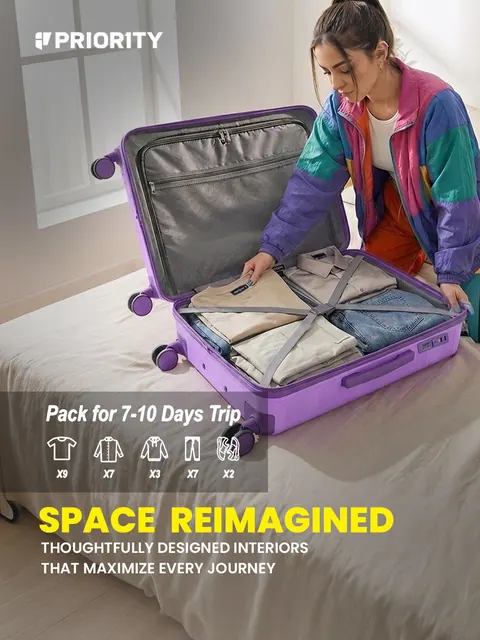 PRIORITY
Pack for 7-10 Days Trip
X9 X7 X3 X7 X2
SPACE REIMAGINED
THOUGHTFULLY DESIGNED INTERIORS
THAT MAXIMIZE EVERY JOURNEY